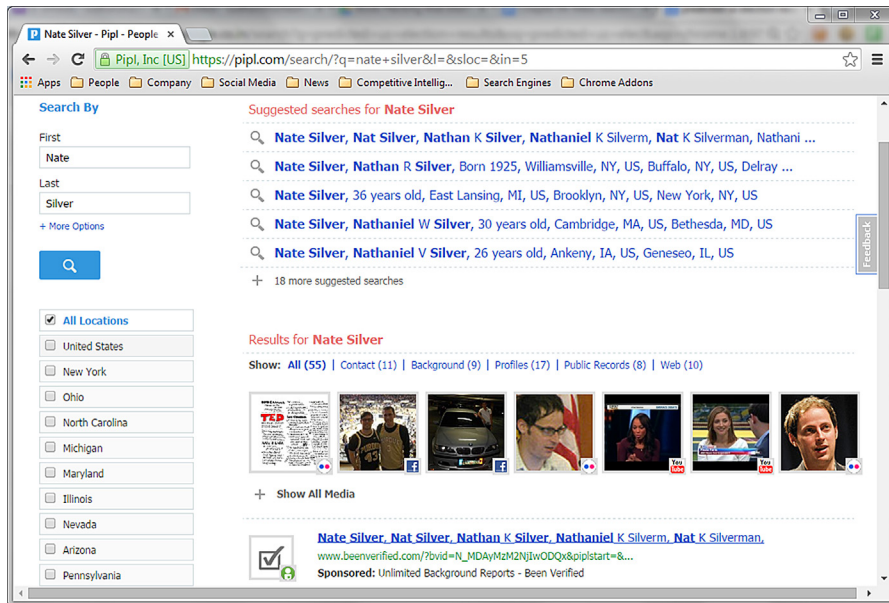 Nate Silver - Pipl - People
Pipl, Inc [US] https://pipl.com/search/?q=nate+silver&l=&sloc=&in=5
Apps People Company Social Media News Competitive Intellig... Search Engines Chrome Addons
Search By
First
Nate
Last
Silver
+ More Options
All Locations
United States
New York
Ohio
North Carolina
Michigan
Maryland
Illinois
Nevada
Arizona
Pennsylvania
Suggested searches for Nate Silver
Nate Silver, Nat Silver, Nathan K Silver, Nathaniel K Silverm, Nat K Silverman, Nathani ...
Nate Silver, Nathan R Silver, Born 1925, Williamsville, NY, US, Buffalo, NY, US, Delray ...
Nate Silver, 36 years old, East Lansing, MI, US, Brooklyn, NY, US, New York, NY, US
Nate Silver, Nathaniel W Silver, 30 years old, Cambridge, MA, US, Bethesda, MD, US
Nate Silver, Nathaniel V Silver, 26 years old, Ankeny, IA, US, Geneseo, IL, US
18 more suggested searches
Feedback
Results for Nate Silver
Show: All (55) | Contact (11) | Background (9) | Profiles (17) | Public Records (8) | Web (10)
TED
43
You Tube
You Tube
Show All Media
Nate Silver, Nat Silver, Nathan K Silver, Nathaniel K Silverm, Nat K Silverman,
www.beenverified.com/?bvid=N_MDAyMzM2NjIwODQx&piplstart=&...
Sponsored: Unlimited Background Reports - Been Verified